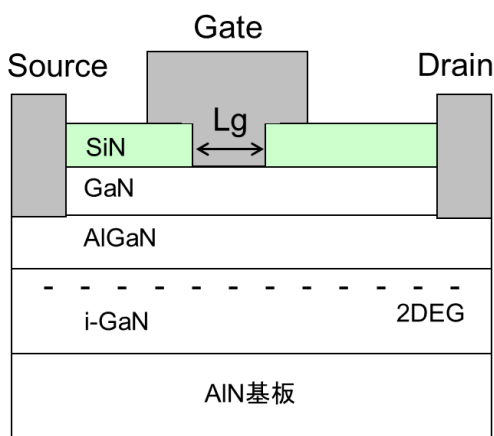 Gate
Source
Drain
Lg
SiN
GaN
AlGaN
2DEG
i-GaN
AlN基板